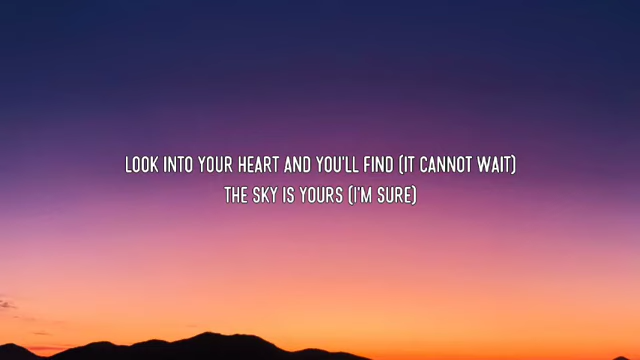 LOOK INTO YOUR HEART AND YOU'LL FIND (IT CANNOT WAIT)
THE SKY IS YOURS (I'M SURE)